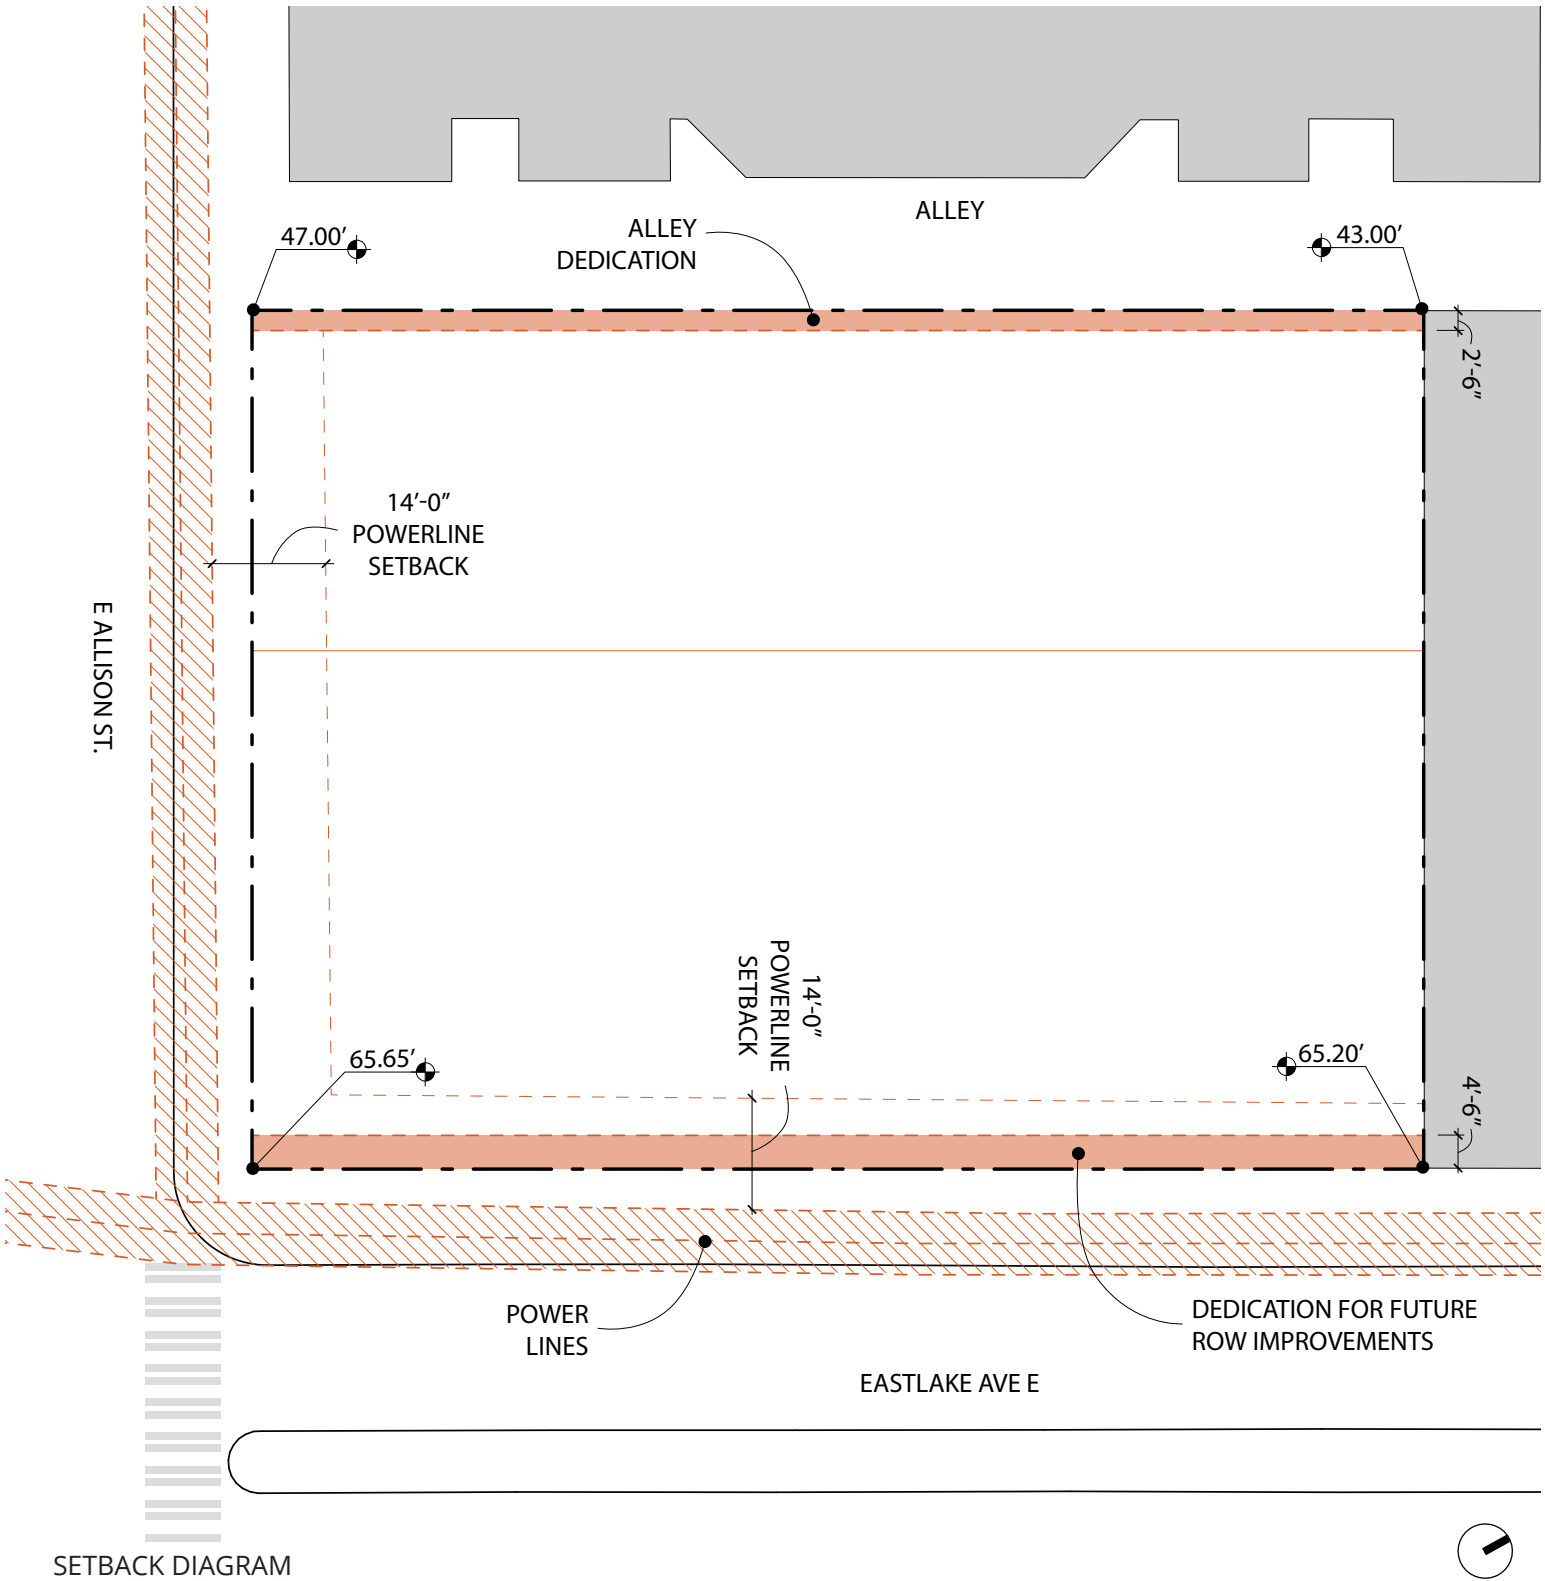 ALLEY
ALLEY
DEDICATION
47.00’
43.00’
2’-6”
14’-0”
POWERLINE
SETBACK
E ALLISON ST.
14’-0”
POWERLINE
SETBACK
65.65’
65.20’
4’-6”
POWER
LINES
DEDICATION FOR FUTURE
ROW IMPROVEMENTS
EASTLAKE AVE E
SETBACK DIAGRAM